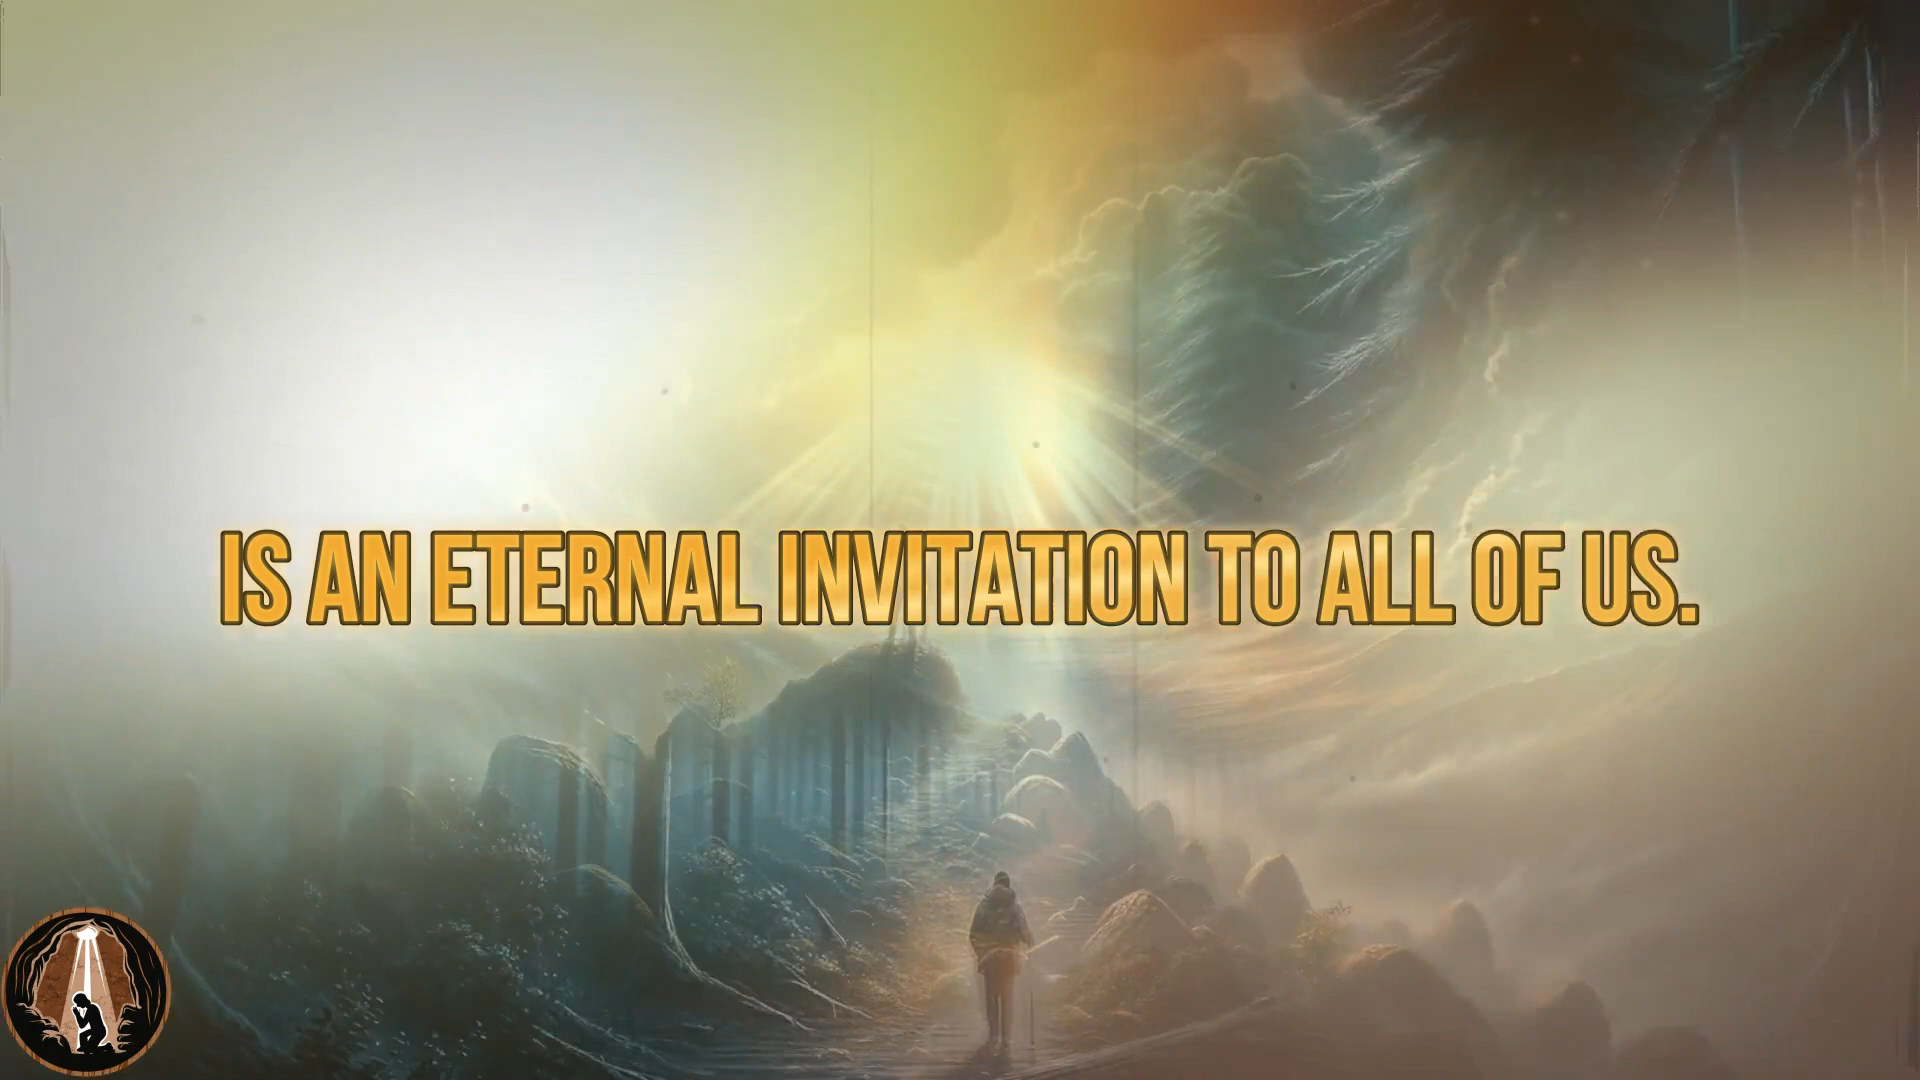 IS AN ETERNAL INVITATION TO ALL OF US.